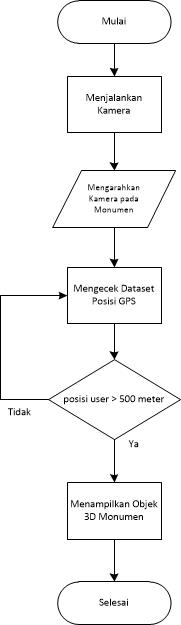 Mulai
Menjalankan
Kamera
Mengarahkan
Kamera pada
Monumen
Mengecek Dataset
Posisi GPS
posisi user > 500 meter
Tidak
Ya
Menampilkan Objek
3D Monumen
Selesai